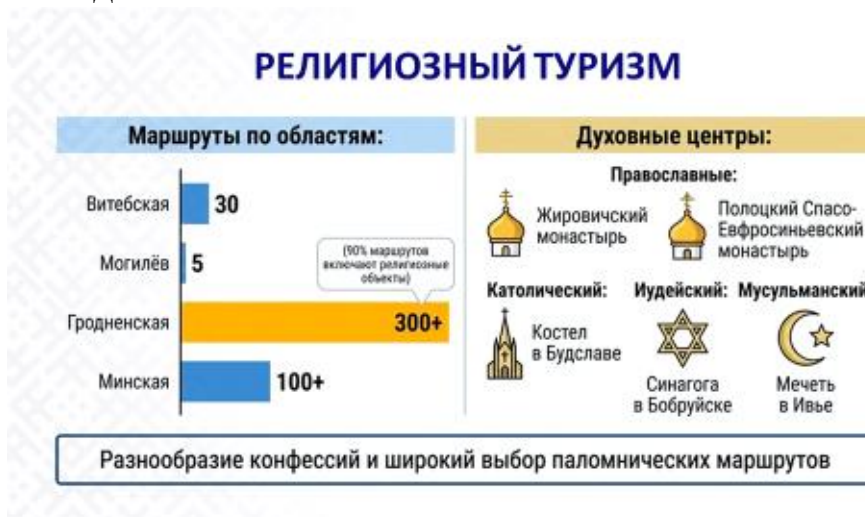 РЕЛИГИОЗНЫЙ ТУРИЗМ
Маршруты по областям:
Витебская
30
Могилёв
5
(90% маршрутов
включают религиозные
объекты)
Гродненская
300+
Минская
100+
Духовные центры:
Православные:
Жировичский
монастырь
Полоцкий Спасо-
Евфросиньевский
монастырь
Католический:
Костел
в Будславе
Иудейский:
Синагога
в Бобруйске
Мусульманский
Мечеть
в Ивье
Разнообразие конфессий и широкий выбор паломнических маршрутов